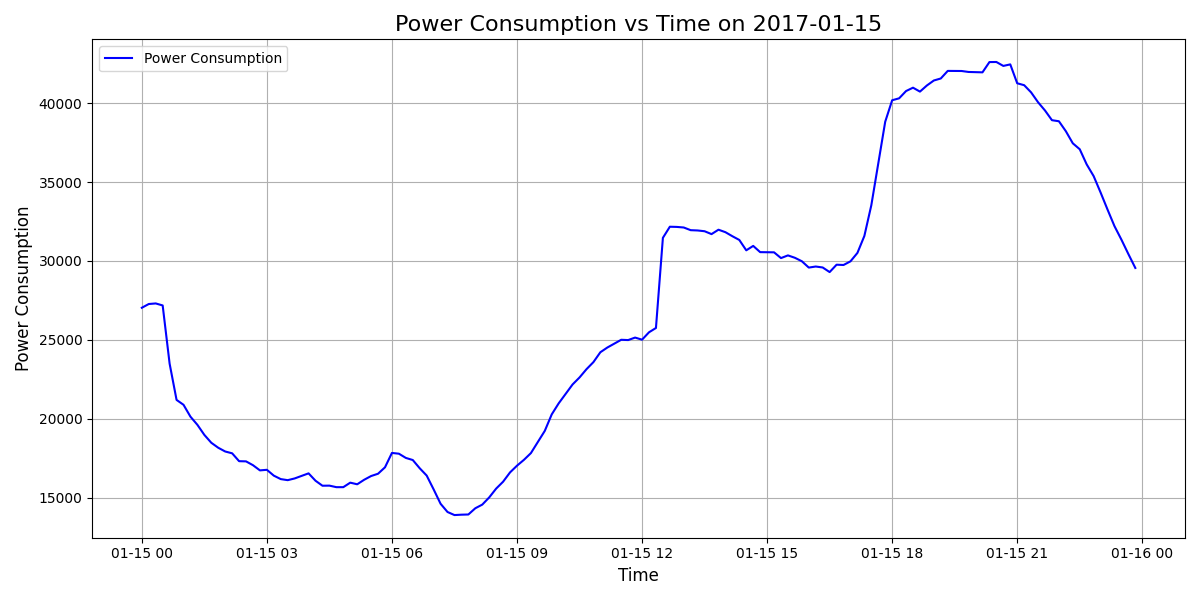 Power Consumption vs Time on 2017-01-15
Power Consumption
Power Consumption
40000
35000
30000
25000
20000
15000
01-15 00 01-15 03 01-15 06 01-15 09 01-15 12 01-15 15 01-15 18 01-15 21 01-16 00
Time